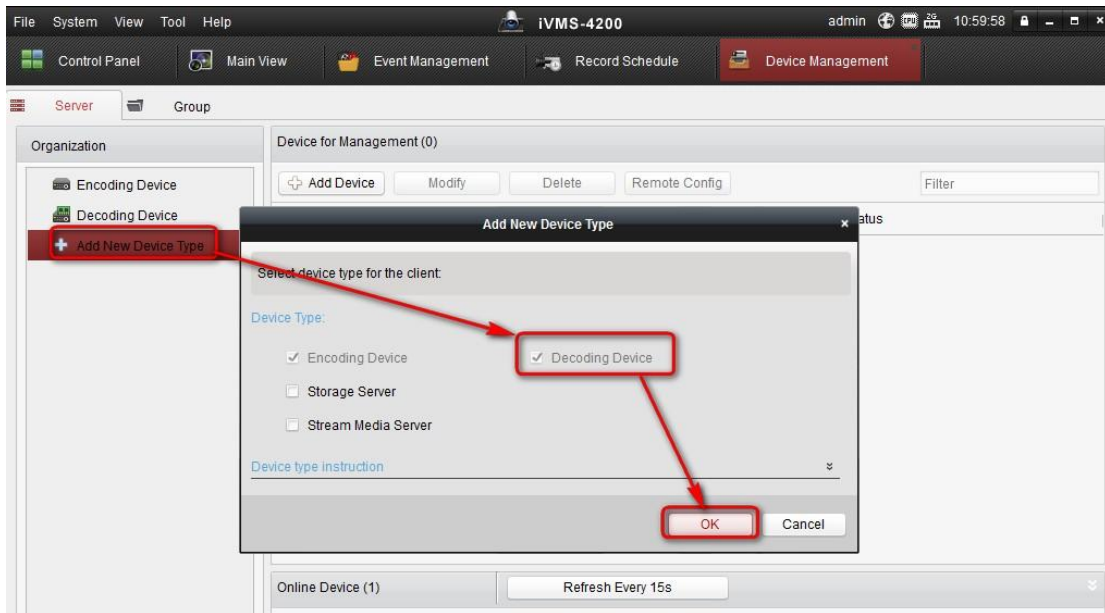 File System View Tool Help iVMS-4200 admin CPU 2G 10:59:58
Control Panel Main View Event Management Record Schedule Device Management
Server Group
Organization
Device for Management (0)
Encoding Device
Add Device Modify Delete Remote Config Filter
Decoding Device
Add New Device Type × atus
Add New Device Type
Select device type for the client:
Device Type:
Encoding Device Decoding Device
Storage Server
Stream Media Server
Device type instruction
OK Cancel
Online Device (1) Refresh Every 15s